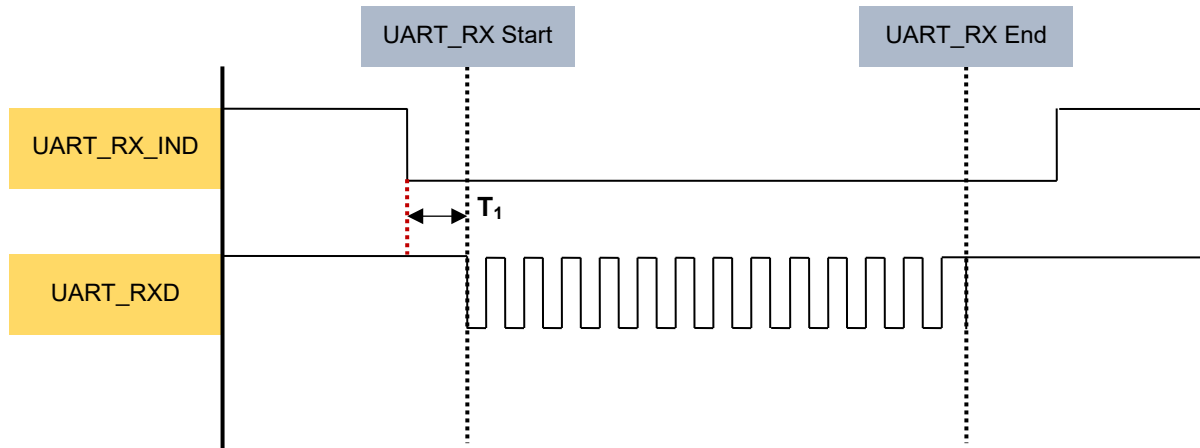 UART_RX Start
UART_RX End
UART_RX_IND
T₁
UART_RXD